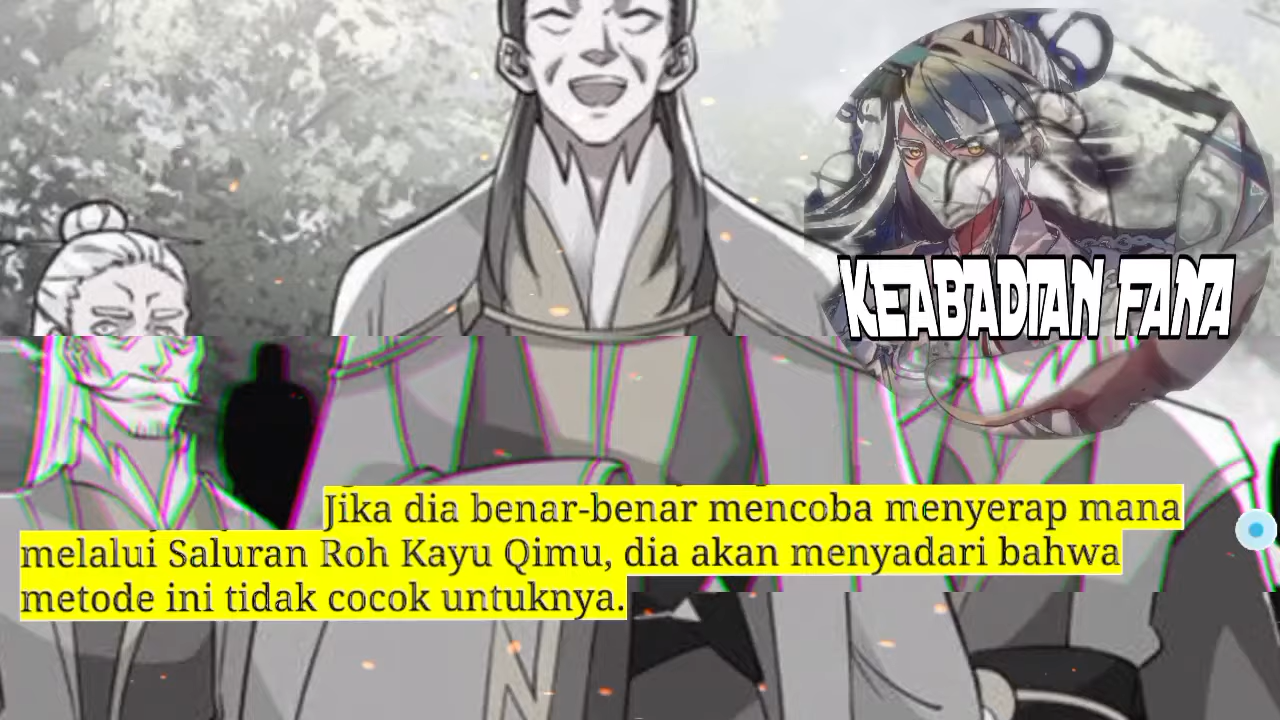 KEABADIAN FANA
Jika dia benar-benar mencoba menyerap mana
melalui Saluran Roh Kayu Qimu, dia akan menyadari bahwa
metode ini tidak cocok untuknya.